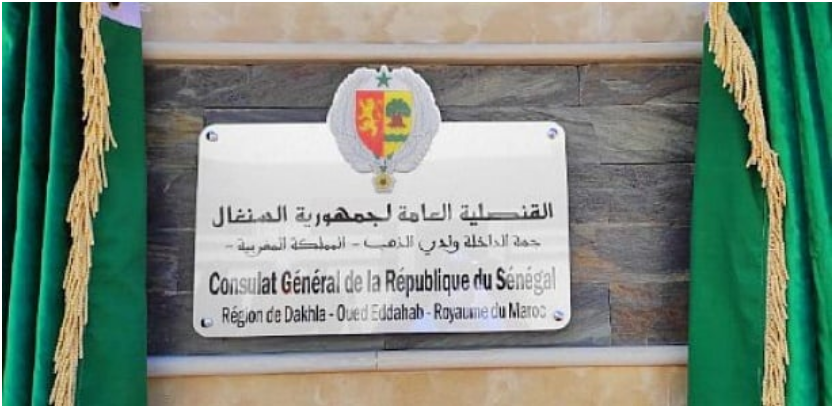 القنصلية العامة لجمهورية السنغال
جهة الداخلة وادي الذهب - المملكة المغربية -
Consulat Général de la République du Sénégal
Région de Dakhla - Oued Eddahab - Royaume du Maroc